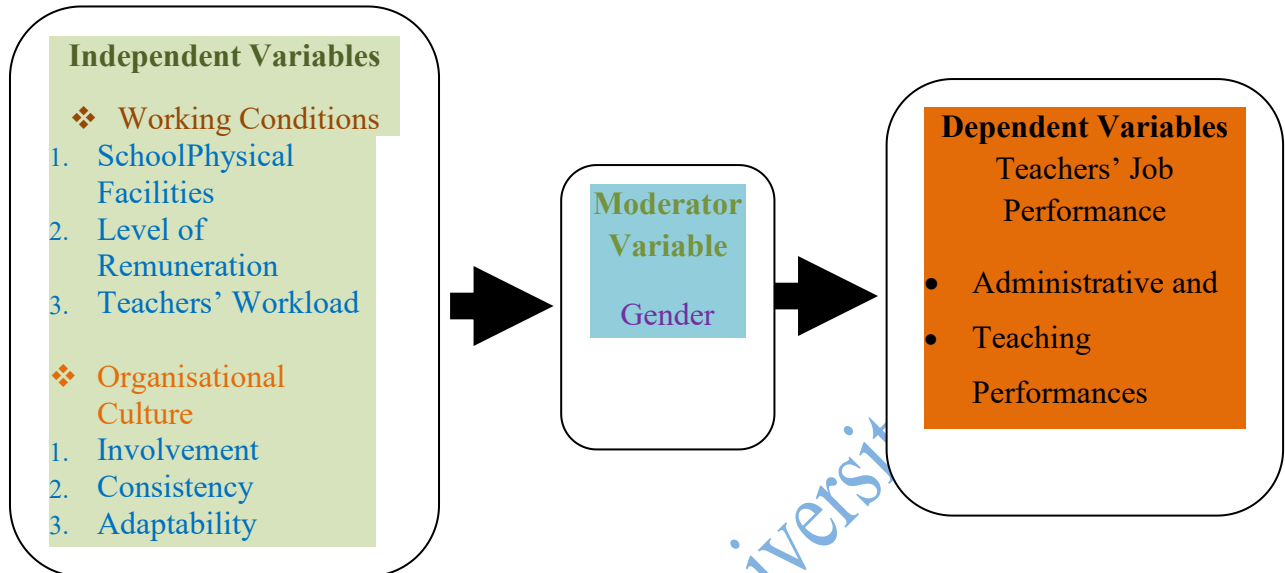 Independent Variables
❖ Working Conditions
1. SchoolPhysical
Facilities
2. Level of
Remuneration
3. Teachers’ Workload
❖ Organisational
Culture
1. Involvement
2. Consistency
3. Adaptability
Moderator
Variable
Gender
Dependent Variables
Teachers’ Job
Performance
• Administrative and
• Teaching
Performances